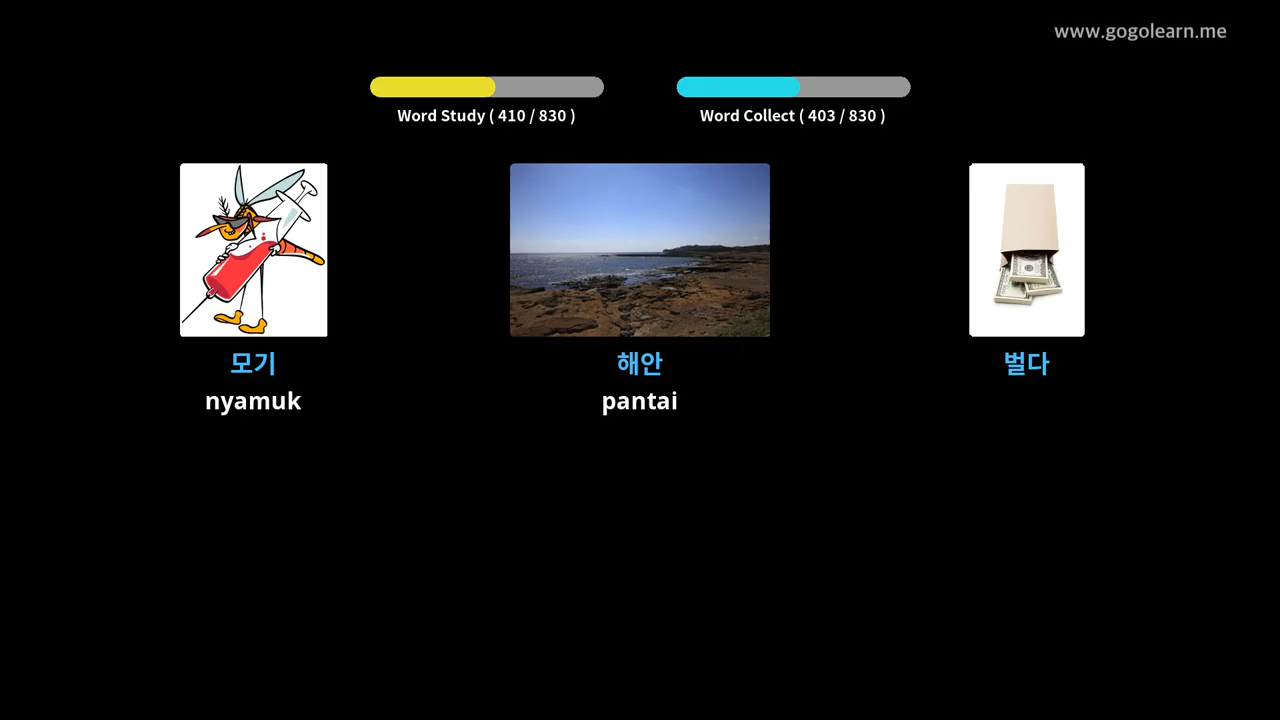 www.gogolearn.me
Word Study ( 410 / 830 )
Word Collect ( 403 / 830 )
모기
해안
벌다
nyamuk
pantai